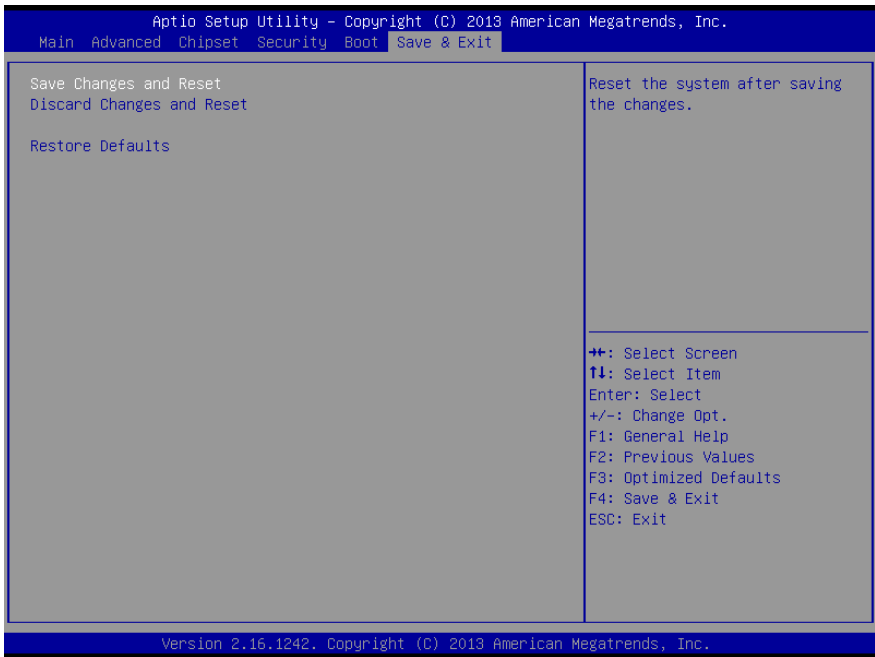 Aptio Setup Utility – Copyright (C) 2013 American Megatrends, Inc.
Main Advanced Chipset Security Boot Save & Exit
Save Changes and Reset
Discard Changes and Reset
Restore Defaults
Reset the system after saving
the changes.
→←: Select Screen
↑↓: Select Item
Enter: Select
+/–: Change Opt.
F1: General Help
F2: Previous Values
F3: Optimized Defaults
F4: Save & Exit
ESC: Exit
Version 2.16.1242. Copyright (C) 2013 American Megatrends, Inc.